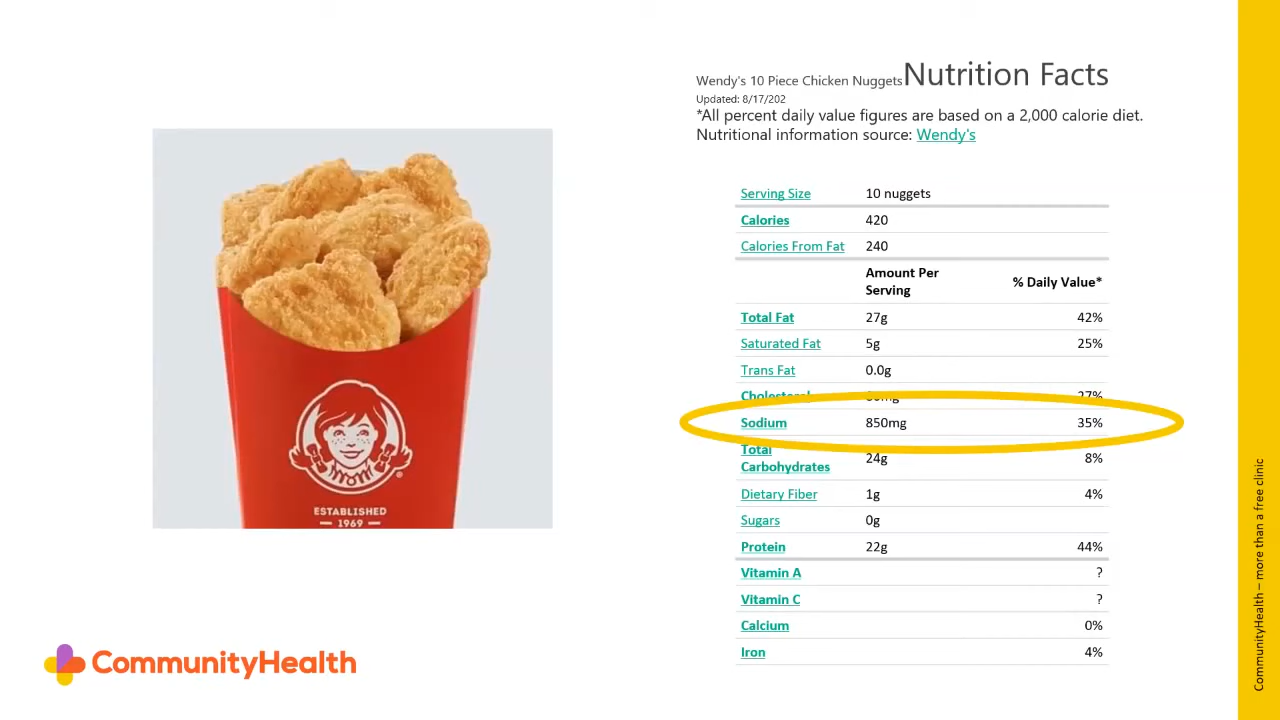 Wendy's 10 Piece Chicken Nuggets Nutrition Facts
Updated: 8/17/202
*All percent daily value figures are based on a 2,000 calorie diet.
Nutritional information source: Wendy's
Serving Size 10 nuggets
Calories 420
Calories From Fat 240
Amount Per Serving % Daily Value*
Total Fat 27g 42%
Saturated Fat 5g 25%
Trans Fat 0.0g
Cholesterol 27%
Sodium 850mg 35%
Total Carbohydrates 24g 8%
Dietary Fiber 1g 4%
Sugars 0g
Protein 22g 44%
Vitamin A ?
Vitamin C ?
Calcium 0%
Iron 4%
ESTABLISHED
1969
CommunityHealth
CommunityHealth – more than a free clinic